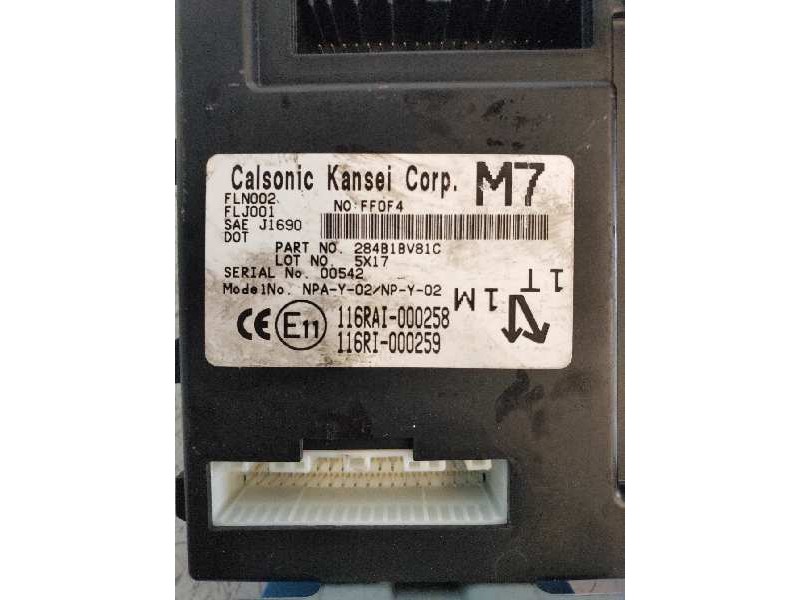 Calsonic Kansei Corp. M7
FLN002
FLJ001 NO:FF0F4
SAE J1690
DOT
PART NO. 284B1BV81C
LOT NO. 5X17
SERIAL No. 00542
ModelNo. NPA-Y-02/NP-Y-02
1M
1T
CE E11 116RAI-000258
116RI-000259